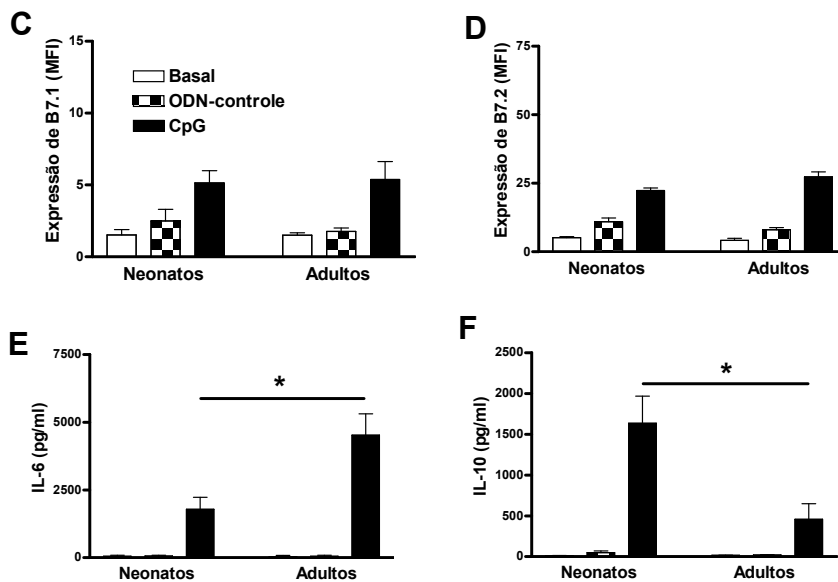 C
Expressão de B7.1 (MFI)
15
10
5
0
Basal
ODN-controle
CpG
Neonatos
Adultos
D
Expressão de B7.2 (MFI)
75
50
25
0
Neonatos
Adultos
E
IL-6 (pg/ml)
7500
5000
2500
0
*
Neonatos
Adultos
F
IL-10 (pg/ml)
2500
2000
1500
1000
500
0
*
Neonatos
Adultos